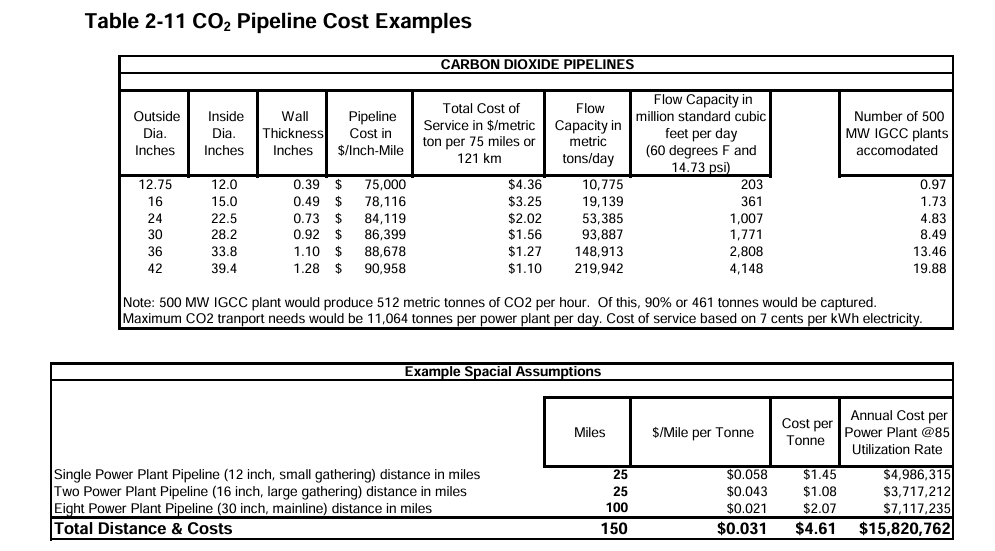 Table 2-11 CO2 Pipeline Cost Examples
CARBON DIOXIDE PIPELINES
Outside Dia. Inches | Inside Dia. Inches | Wall Thickness Inches | Pipeline Cost in $/Inch-Mile | Total Cost of Service in $/metric ton per 75 miles or 121 km | Flow Capacity in metric tons/day | Flow Capacity in million standard cubic feet per day (60 degrees F and 14.73 psi) | Number of 500 MW IGCC plants accomodated
12.75 12.0 0.39 $ 75,000 $4.36 10,775 203 0.97
16 15.0 0.49 $ 78,116 $3.25 19,139 361 1.73
24 22.5 0.73 $ 84,119 $2.02 53,385 1,007 4.83
30 28.2 0.92 $ 86,399 $1.56 93,887 1,771 8.49
36 33.8 1.10 $ 88,678 $1.27 148,913 2,808 13.46
42 39.4 1.28 $ 90,958 $1.10 219,942 4,148 19.88
Note: 500 MW IGCC plant would produce 512 metric tonnes of CO2 per hour. Of this, 90% or 461 tonnes would be captured.
Maximum CO2 tranport needs would be 11,064 tonnes per power plant per day. Cost of service based on 7 cents per kWh electricity.
Example Spacial Assumptions
Miles | $/Mile per Tonne | Cost per Tonne | Annual Cost per Power Plant @85 Utilization Rate
Single Power Plant Pipeline (12 inch, small gathering) distance in miles 25 $0.058 $1.45 $4,986,315
Two Power Plant Pipeline (16 inch, large gathering) distance in miles 25 $0.043 $1.08 $3,717,212
Eight Power Plant Pipeline (30 inch, mainline) distance in miles 100 $0.021 $2.07 $7,117,235
Total Distance & Costs 150 $0.031 $4.61 $15,820,762